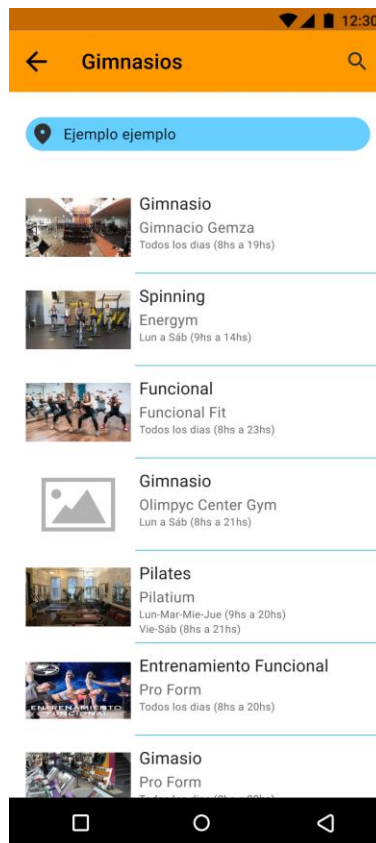 12:30
Gimnasios
Ejemplo ejemplo
Gimnasio
Gimnacio Gemza
Todos los dias (8hs a 19hs)
Spinning
Energym
Lun a Sáb (9hs a 14hs)
Funcional
Funcional Fit
Todos los dias (8hs a 23hs)
Gimnasio
Olimpyc Center Gym
Lun a Sáb (8hs a 21hs)
Pilates
Pilatium
Lun-Mar-Mie-Jue (9hs a 20hs)
Vie-Sáb (8hs a 21hs)
ENTRENAMIENTO
FUNCIONAL
Entrenamiento Funcional
Pro Form
Todos los dias (8hs a 20hs)
Gimasio
Pro Form